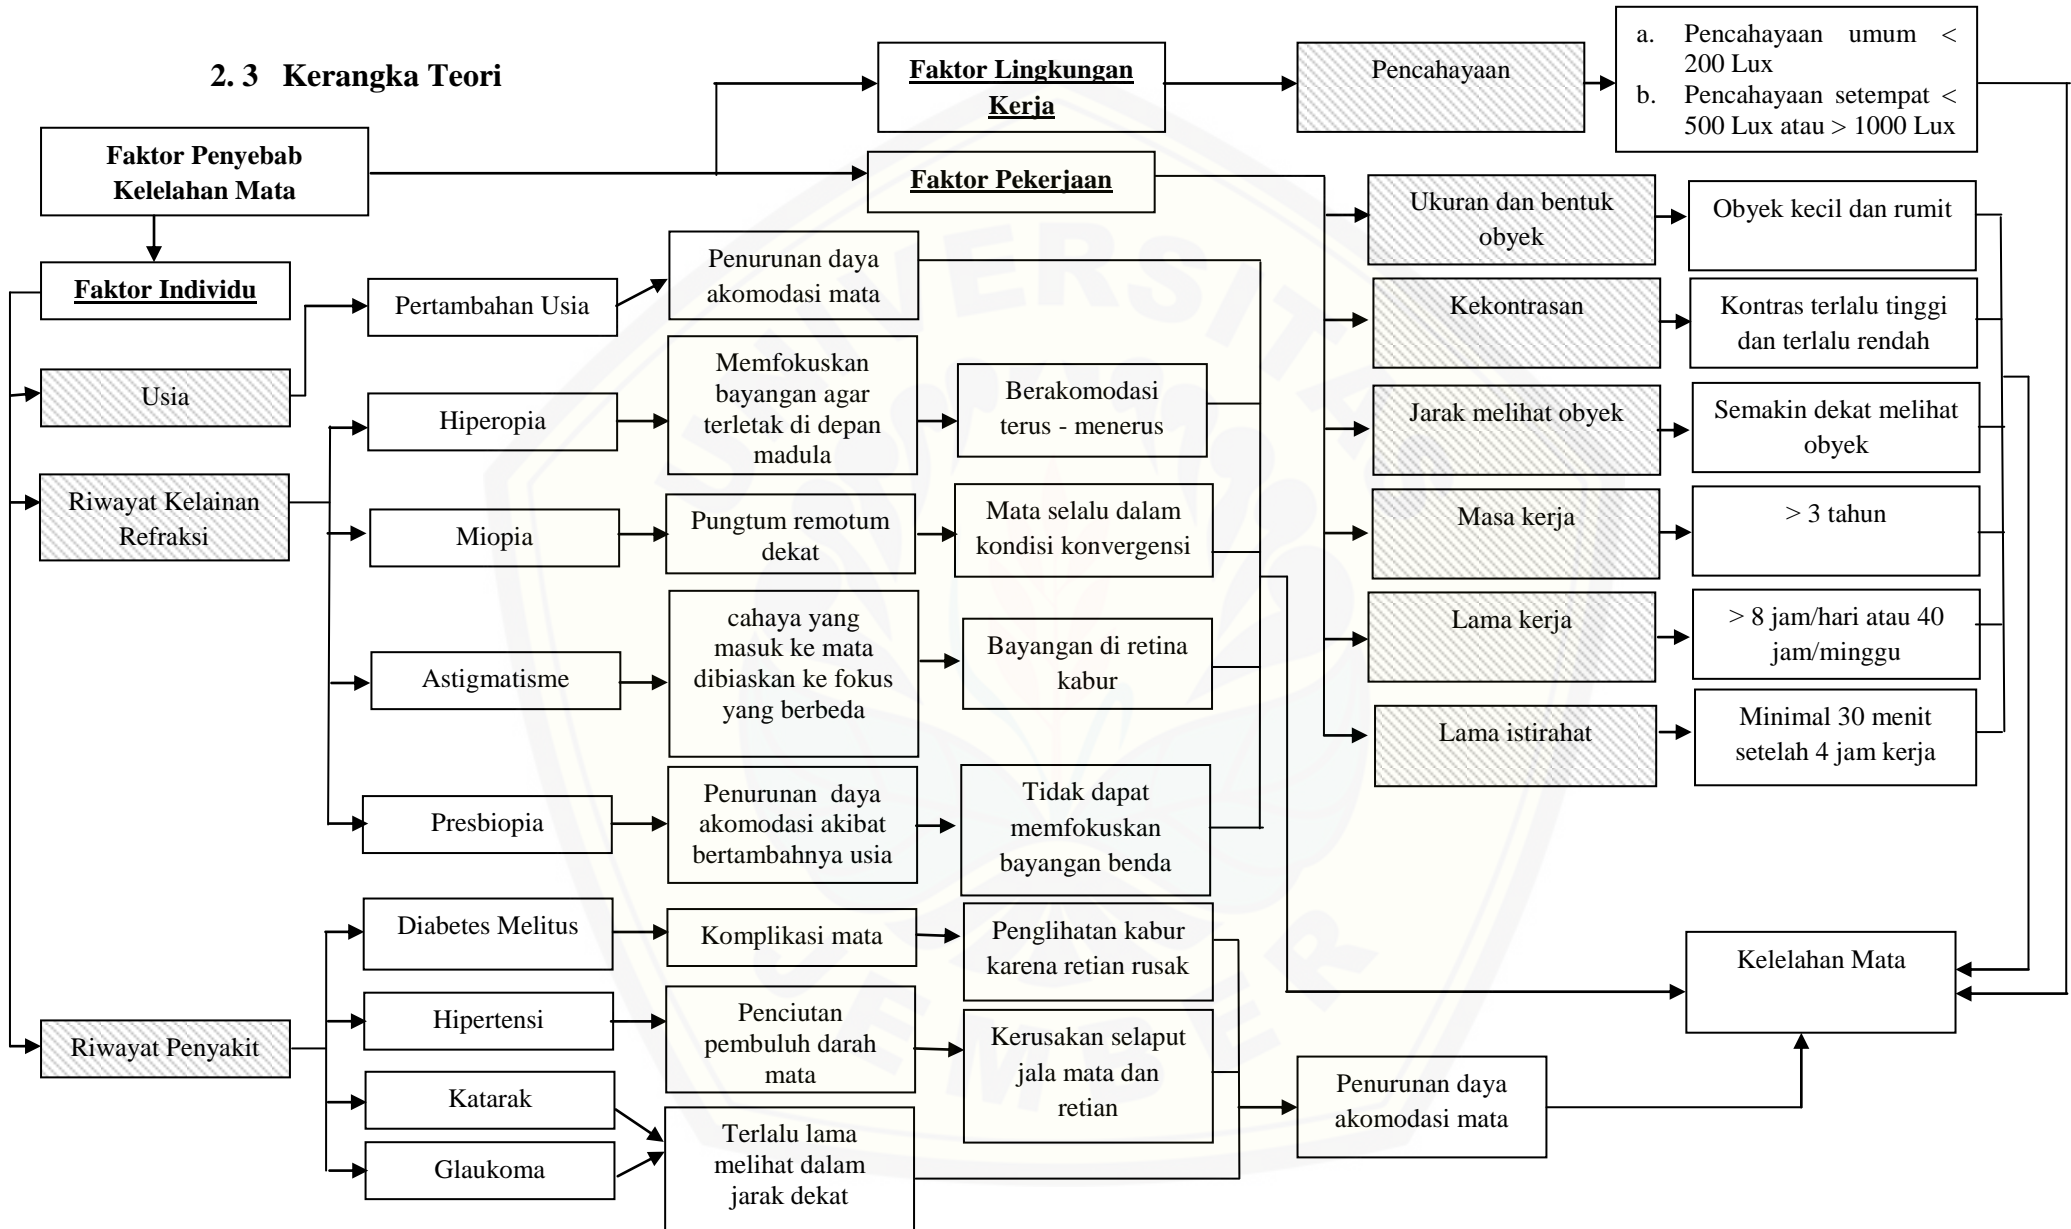 2. 3 Kerangka Teori
Faktor Penyebab
Kelelahan Mata
Faktor Lingkungan
Kerja
Pencahayaan
a. Pencahayaan umum <
200 Lux
b. Pencahayaan setempat <
500 Lux atau > 1000 Lux
Faktor Pekerjaan
Ukuran dan bentuk
obyek
Obyek kecil dan rumit
Kekontrasan
Kontras terlalu tinggi
dan terlalu rendah
Jarak melihat obyek
Semakin dekat melihat
obyek
Masa kerja
> 3 tahun
Lama kerja
> 8 jam/hari atau 40
jam/minggu
Lama istirahat
Minimal 30 menit
setelah 4 jam kerja
Faktor Individu
Usia
Pertambahan Usia
Penurunan daya
akomodasi mata
Riwayat Kelainan
Refraksi
Hiperopia
Memfokuskan
bayangan agar
terletak di depan
madula
Berakomodasi
terus - menerus
Miopia
Pungtum remotum
dekat
Mata selalu dalam
kondisi konvergensi
Astigmatisme
cahaya yang
masuk ke mata
dibiaskan ke fokus
yang berbeda
Bayangan di retina
kabur
Presbiopia
Penurunan daya
akomodasi akibat
bertambahnya usia
Tidak dapat
memfokuskan
bayangan benda
Riwayat Penyakit
Diabetes Melitus
Komplikasi mata
Penglihatan kabur
karena retian rusak
Hipertensi
Penciutan
pembuluh darah
mata
Kerusakan selaput
jala mata dan
retian
Katarak
Glaukoma
Terlalu lama
melihat dalam
jarak dekat
Penurunan daya
akomodasi mata
Kelelahan Mata
UNIVERSITAS
JEMBER